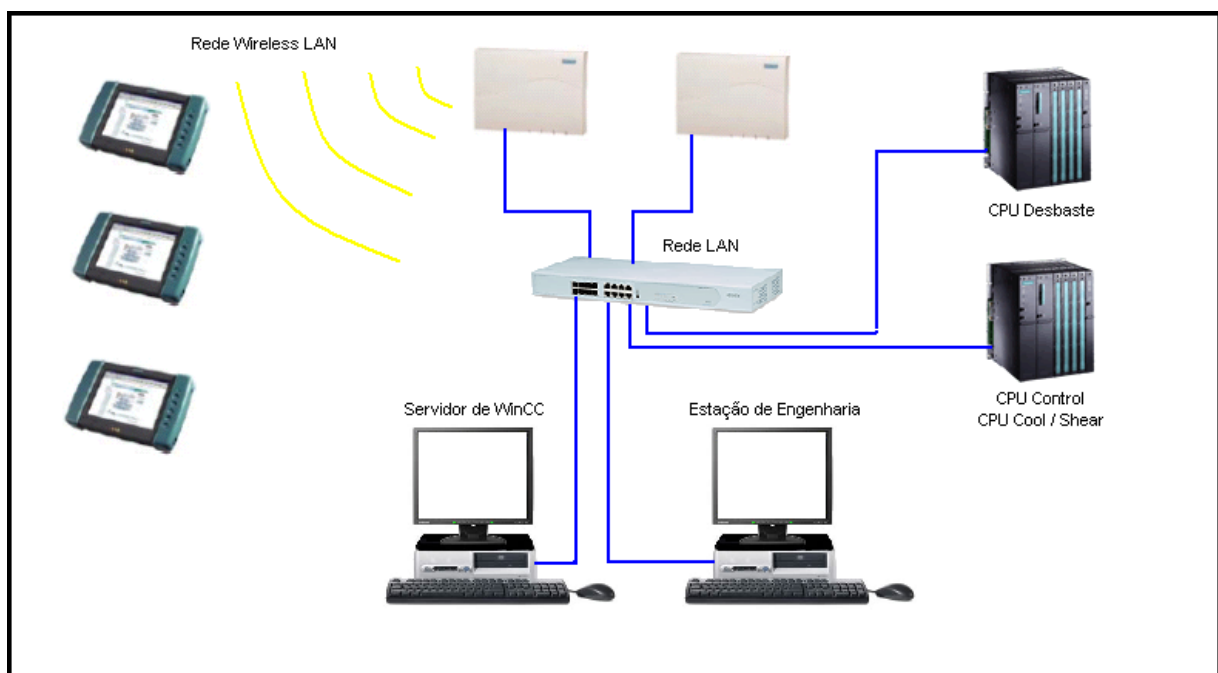 Rede Wireless LAN
CPU Desbaste
Rede LAN
CPU Control
CPU Cool / Shear
Servidor de WinCC
Estação de Engenharia